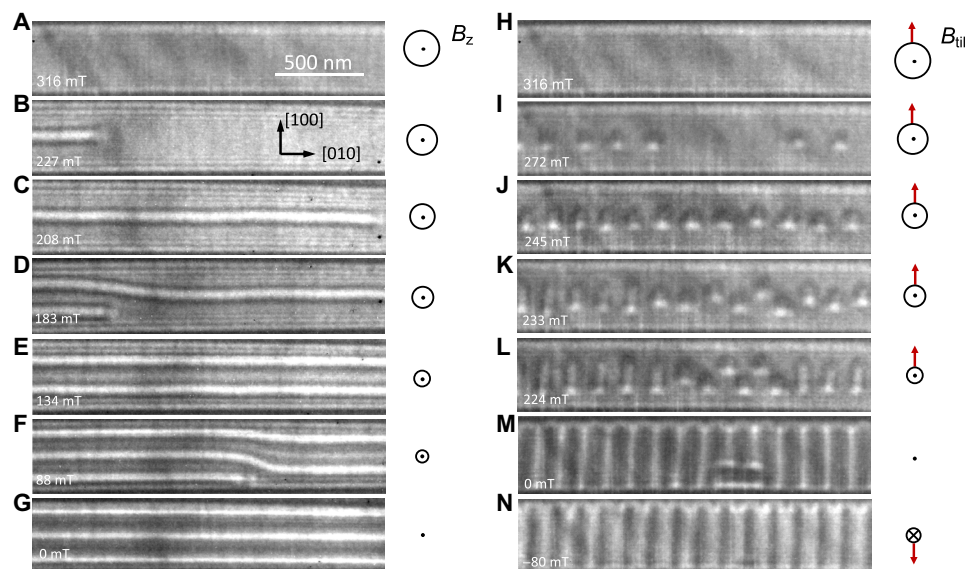 A
316 mT
500 nm
B_z
B
227 mT
[100]
[010]
C
208 mT
D
183 mT
E
134 mT
F
88 mT
G
0 mT
H
316 mT
B_til
I
272 mT
J
245 mT
K
233 mT
L
224 mT
M
0 mT
N
−80 mT